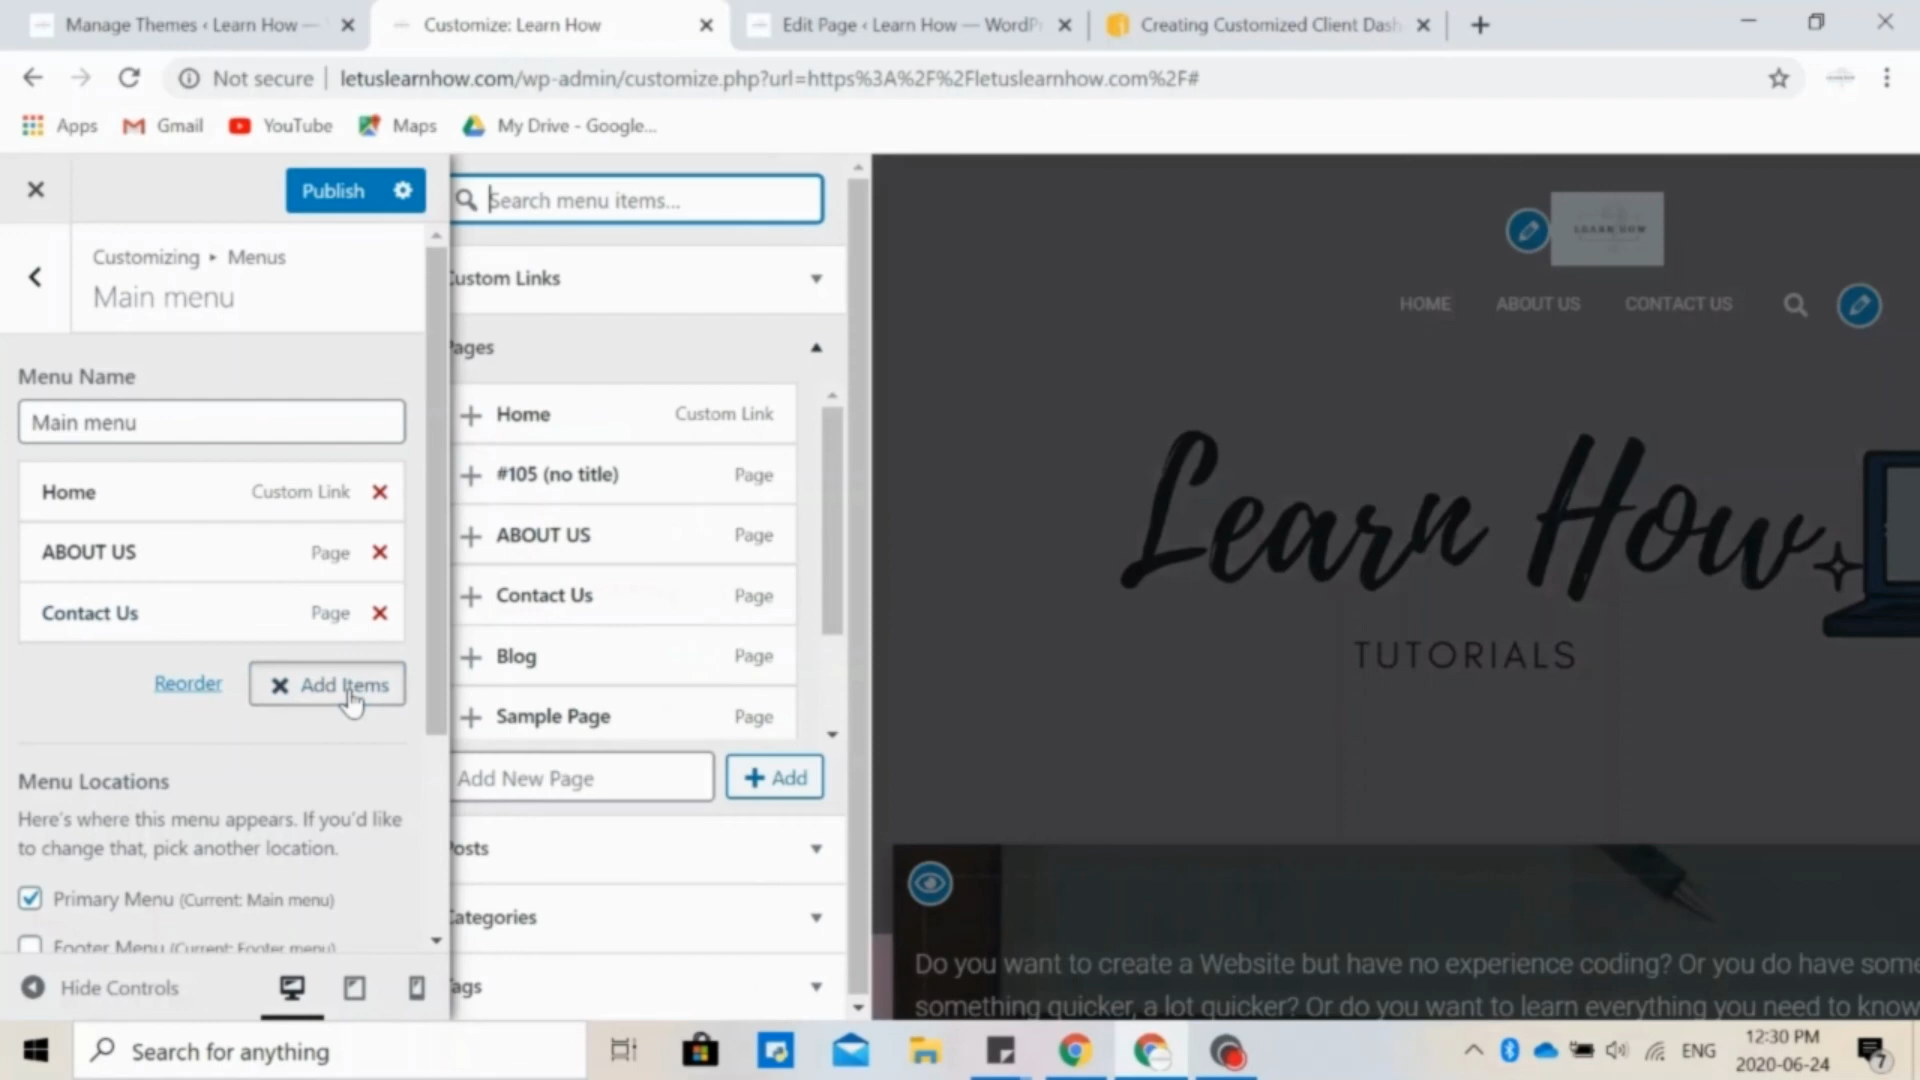 Manage Themes ‹ Learn How —
Customize: Learn How
Edit Page ‹ Learn How — WordP
Creating Customized Client Dash
Not secure
letuslearnhow.com/wp-admin/customize.php?url=https%3A%2F%2Fletuslearnhow.com%2F#
Apps
Gmail
YouTube
Maps
My Drive - Google...
Publish
Customizing ▸ Menus
Main menu
Menu Name
Main menu
Home Custom Link
ABOUT US Page
Contact Us Page
Reorder
Add Items
Menu Locations
Here's where this menu appears. If you'd like
to change that, pick another location.
Primary Menu (Current: Main menu)
Footer Menu (Current: Footer menu)
Hide Controls
Search menu items...
ustom Links
ages
Home Custom Link
#105 (no title) Page
ABOUT US Page
Contact Us Page
Blog Page
Sample Page Page
Add New Page
Add
osts
ategories
ags
LEARN HOW
HOME ABOUT US CONTACT US
Learn How
TUTORIALS
Do you want to create a Website but have no experience coding? Or you do have some
something quicker, a lot quicker? Or do you want to learn everything you need to know
Search for anything
ENG
12:30 PM
2020-06-24
7